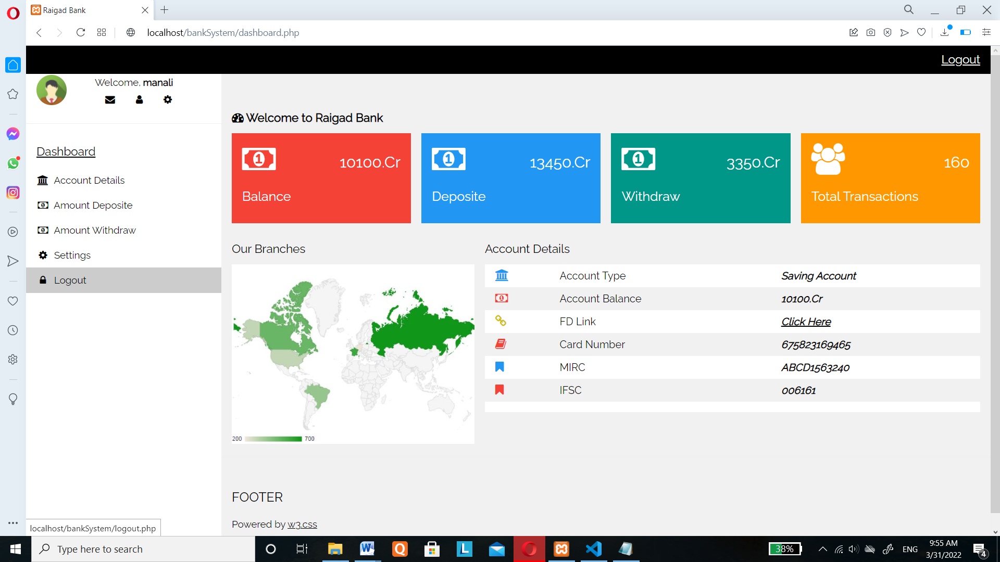 Raigad Bank
localhost/bankSystem/dashboard.php
Logout
Welcome, manali
Dashboard
Account Details
Amount Deposite
Amount Withdraw
Settings
Logout
Welcome to Raigad Bank
10100.Cr
Balance
13450.Cr
Deposite
3350.Cr
Withdraw
160
Total Transactions
Our Branches
200 700
Account Details
Account Type Saving Account
Account Balance 10100.Cr
FD Link Click Here
Card Number 675823169465
MIRC ABCD1563240
IFSC 006161
FOOTER
Powered by w3.css
localhost/bankSystem/logout.php
Type here to search
38%
ENG
9:55 AM
3/31/2022
4